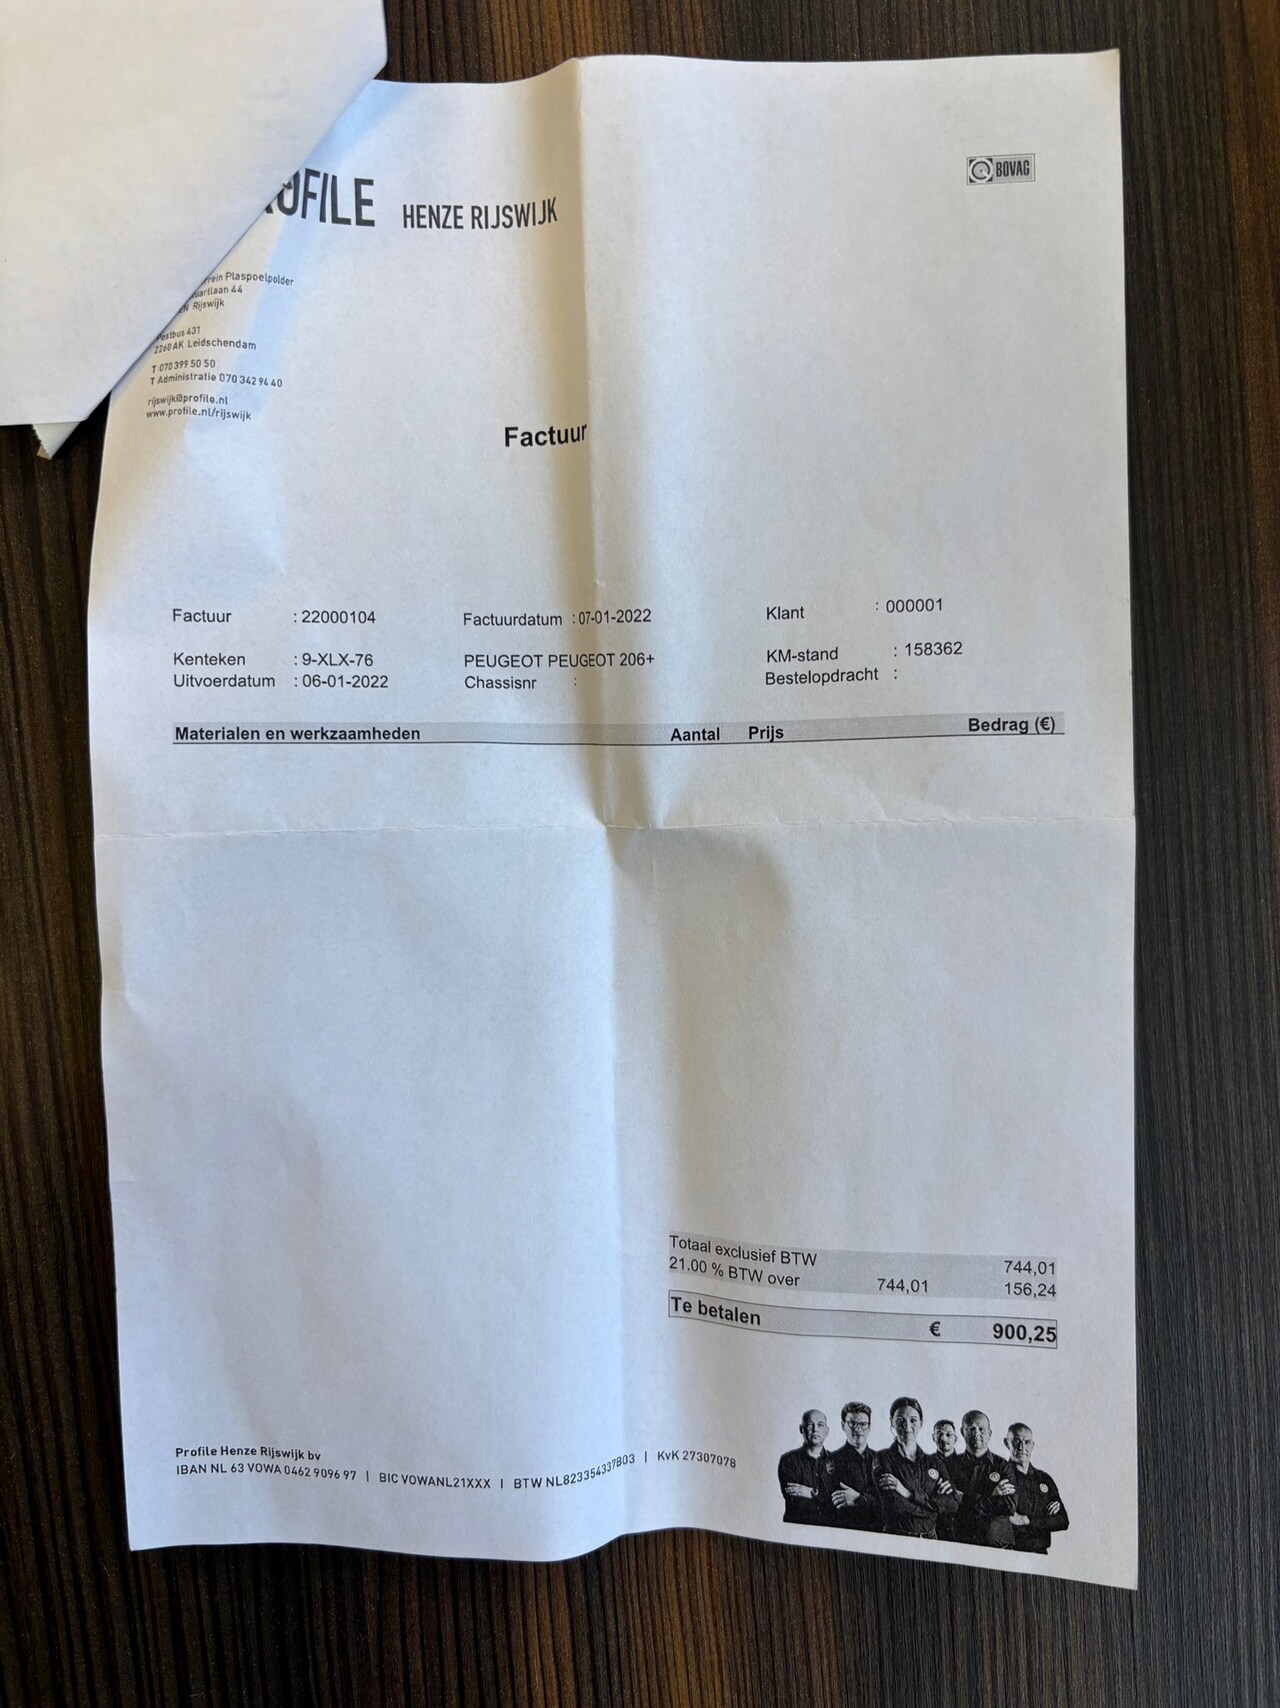 OFILE HENZE RIJSWIJK
BOVAG
Plaspoelpolder
44
Rijswijk
Postbus 431
2260 AK Leidschendam
T 070 399 50 50
T Administratie 070 342 94 40
rijswijk@profile.nl
www.profile.nl/rijswijk
Factuur
Factuur : 22000104 Factuurdatum : 07-01-2022 Klant : 000001
Kenteken : 9-XLX-76 PEUGEOT PEUGEOT 206+ KM-stand : 158362
Uitvoerdatum : 06-01-2022 Chassisnr : Bestelopdracht :
Materialen en werkzaamheden Aantal Prijs Bedrag (€)
Totaal exclusief BTW 744,01
21.00 % BTW over 744,01 156,24
Te betalen € 900,25
Profile Henze Rijswijk bv
IBAN NL 63 VOWA 0462 9096 97 | BIC VOWANL21XXX | BTW NL823354337B03 | KvK 27307078